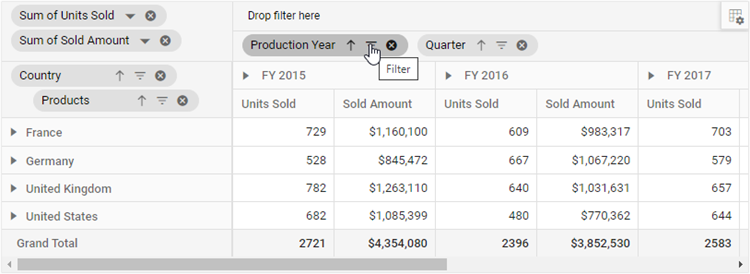 Sum of Units Sold
Drop filter here
Sum of Sold Amount
Production Year Quarter
Filter
Country
Products
FY 2015 FY 2016 FY 2017
Units Sold Sold Amount Units Sold Sold Amount Units Sold
France 729 $1,160,100 609 $983,317 703
Germany 528 $845,472 667 $1,067,220 579
United Kingdom 782 $1,263,110 640 $1,031,631 657
United States 682 $1,085,399 480 $770,362 644
Grand Total 2721 $4,354,080 2396 $3,852,530 2583